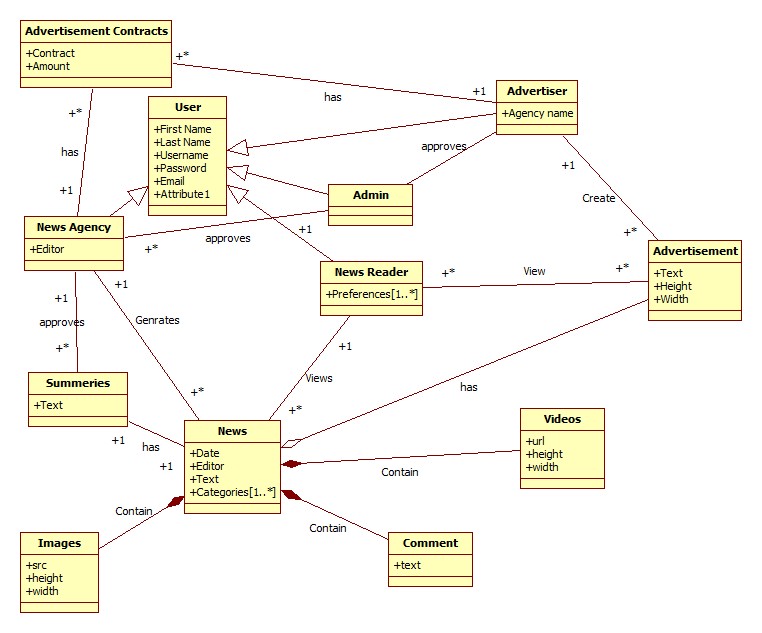 Advertisement Contracts
+Contract
+Amount
+*
has
+1
Advertiser
+Agency name
User
+First Name
+Last Name
+Username
+Password
+Email
+Attribute1
+*
has
+1
approves
+1
Create
+*
Admin
News Agency
+Editor
+*
approves
+1
News Reader
+Preferences[1..*]
+*
View
+*
Advertisement
+Text
+Height
+Width
+1
approves
+*
+1
Genrates
+*
+1
Views
+*
has
Summeries
+Text
+1
has
+1
News
+Date
+Editor
+Text
+Categories[1..*]
Videos
+url
+height
+width
Contain
Contain
Contain
Images
+src
+height
+width
Comment
+text